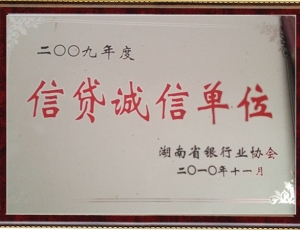 二〇〇九年度
信贷诚信单位
湖南省银行业协会
二〇一〇年十一月